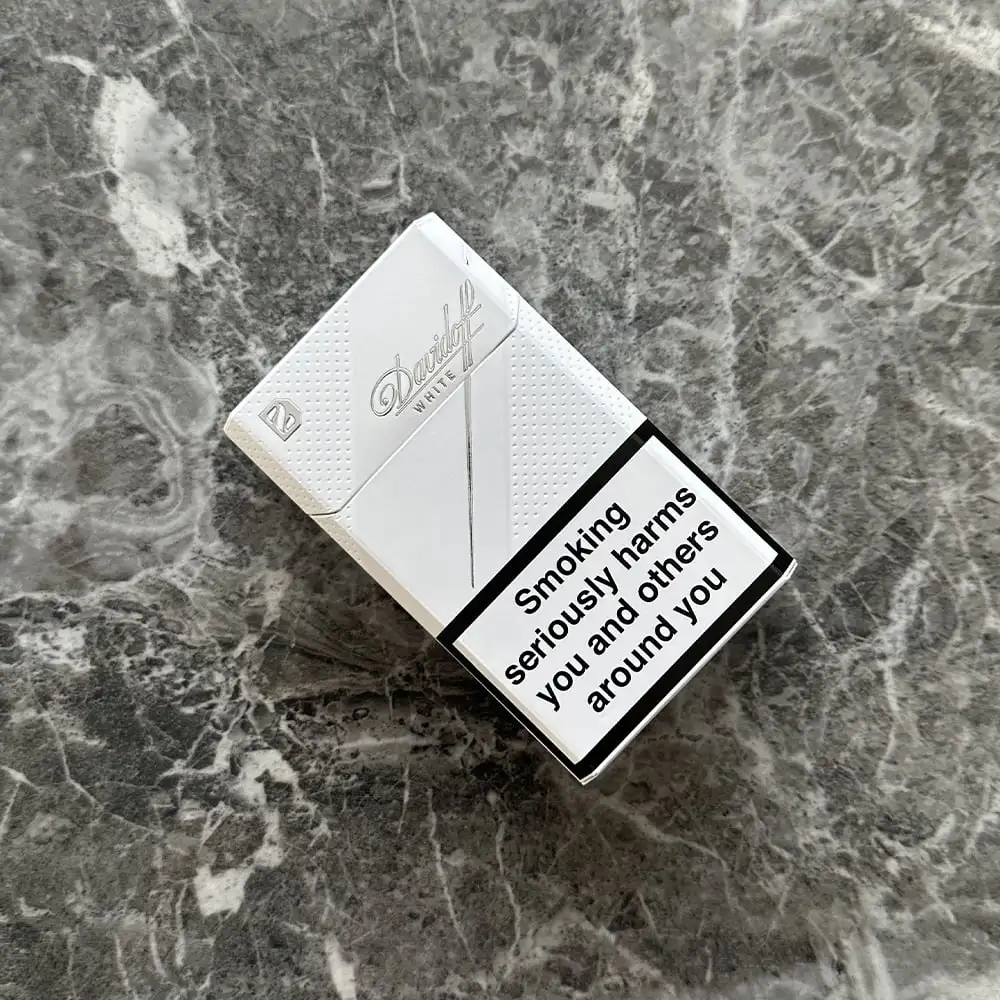 Davidoff
WHITE
Smoking
seriously harms
you and others
around you